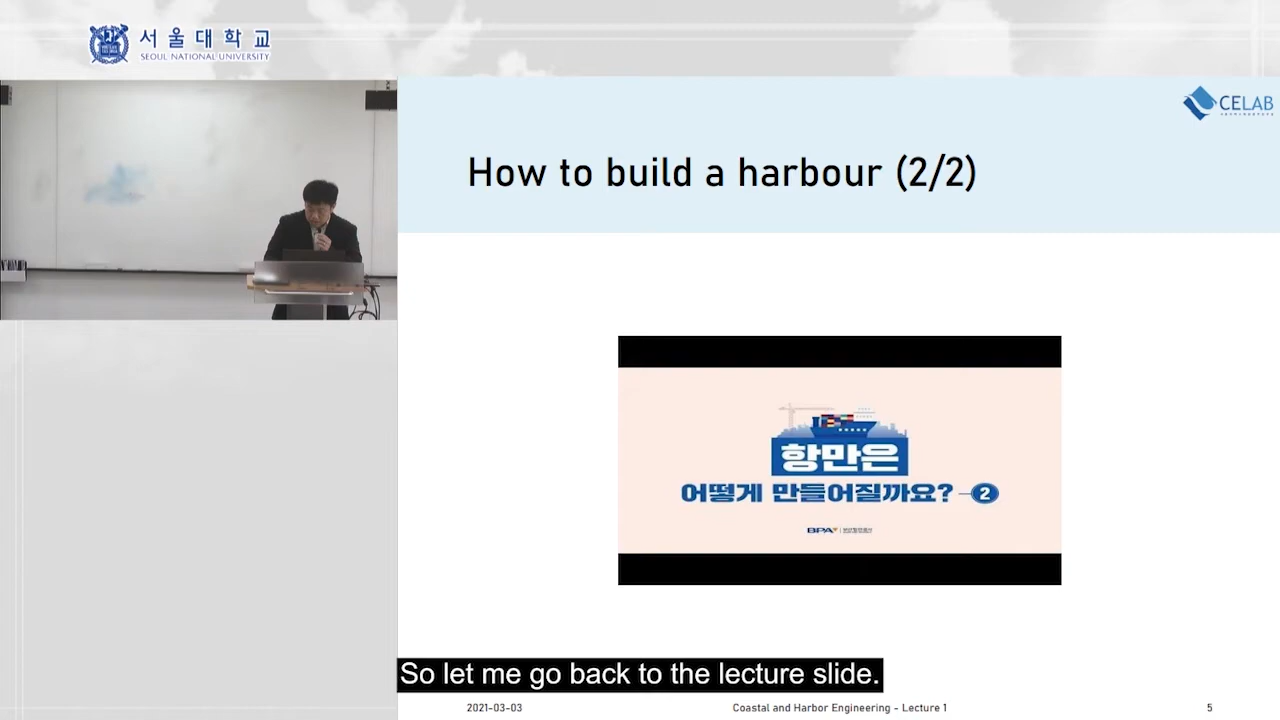 서울대학교
SEOUL NATIONAL UNIVERSITY
CELAB
How to build a harbour (2/2)
항만은
어떻게 만들어질까요? 2
BPA
So let me go back to the lecture slide.
2021-03-03
Coastal and Harbor Engineering - Lecture 1
5